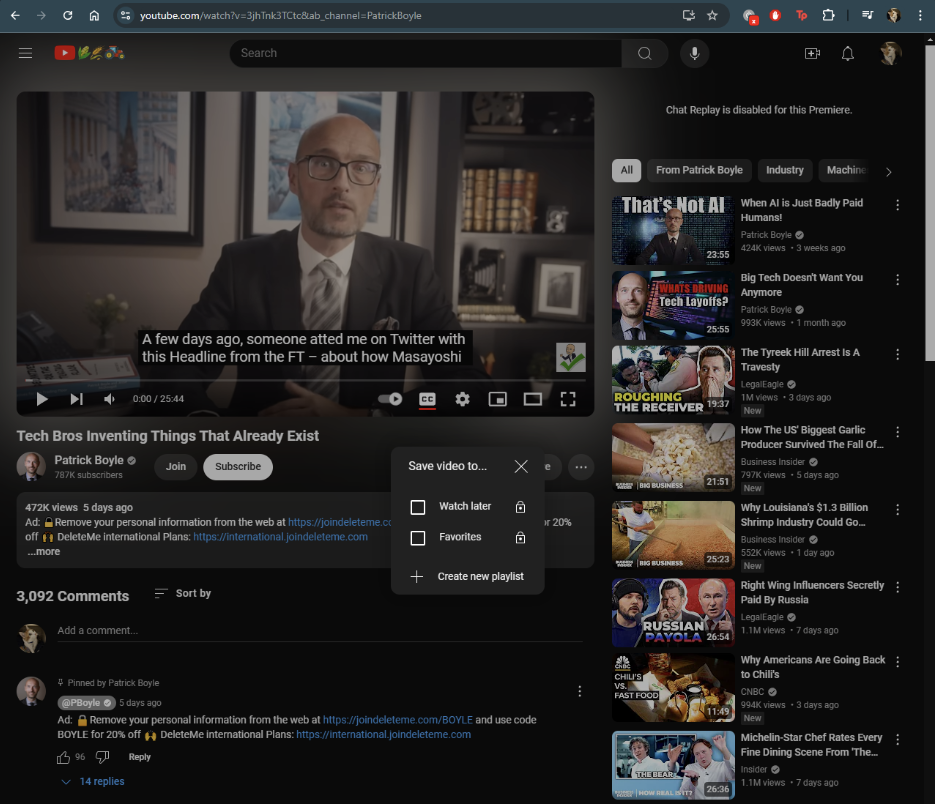 youtube.com/watch?v=3jhTnk3TCtc&ab_channel=PatrickBoyle
Search
A few days ago, someone atted me on Twitter with
this Headline from the FT – about how Masayoshi
0:00 / 25:44
CC
Tech Bros Inventing Things That Already Exist
Patrick Boyle
787K subscribers
Join
Subscribe
472K views 5 days ago
Ad: 🔒Remove your personal information from the web at https://joindeleteme.co
or 20%
off 🙌 DeleteMe international Plans: https://international.joindeleteme.com
...more
Save video to...
Watch later
Favorites
Create new playlist
3,092 Comments
Sort by
Add a comment...
Pinned by Patrick Boyle
@PBoyle 5 days ago
Ad: 🔒Remove your personal information from the web at https://joindeleteme.com/BOYLE and use code
BOYLE for 20% off 🙌 DeleteMe international Plans: https://international.joindeleteme.com
96
Reply
14 replies
Chat Replay is disabled for this Premiere.
All
From Patrick Boyle
Industry
Machine
That's Not AI
23:55
When AI is Just Badly Paid
Humans!
Patrick Boyle
424K views • 3 weeks ago
WHATS DRIVING
Tech Layoffs?
25:55
Big Tech Doesn't Want You
Anymore
Patrick Boyle
993K views • 1 month ago
ROUGHING
THE RECEIVER
19:37
The Tyreek Hill Arrest Is A
Travesty
LegalEagle
1M views • 3 days ago
New
BIG BUSINESS
21:51
How The US' Biggest Garlic
Producer Survived The Fall Of...
Business Insider
797K views • 5 days ago
New
BIG BUSINESS
25:23
Why Louisiana's $1.3 Billion
Shrimp Industry Could Go...
Business Insider
552K views • 1 day ago
New
RUSSIAN
PAYOLA
26:54
Right Wing Influencers Secretly
Paid By Russia
LegalEagle
1.1M views • 7 days ago
CNBC
CHILI'S
VS.
FAST FOOD
11:49
Why Americans Are Going Back
to Chili's
CNBC
994K views • 3 days ago
New
THE BEAR
HOW REAL IS IT?
26:36
Michelin-Star Chef Rates Every
Fine Dining Scene From 'The...
Insider
1.1M views • 7 days ago